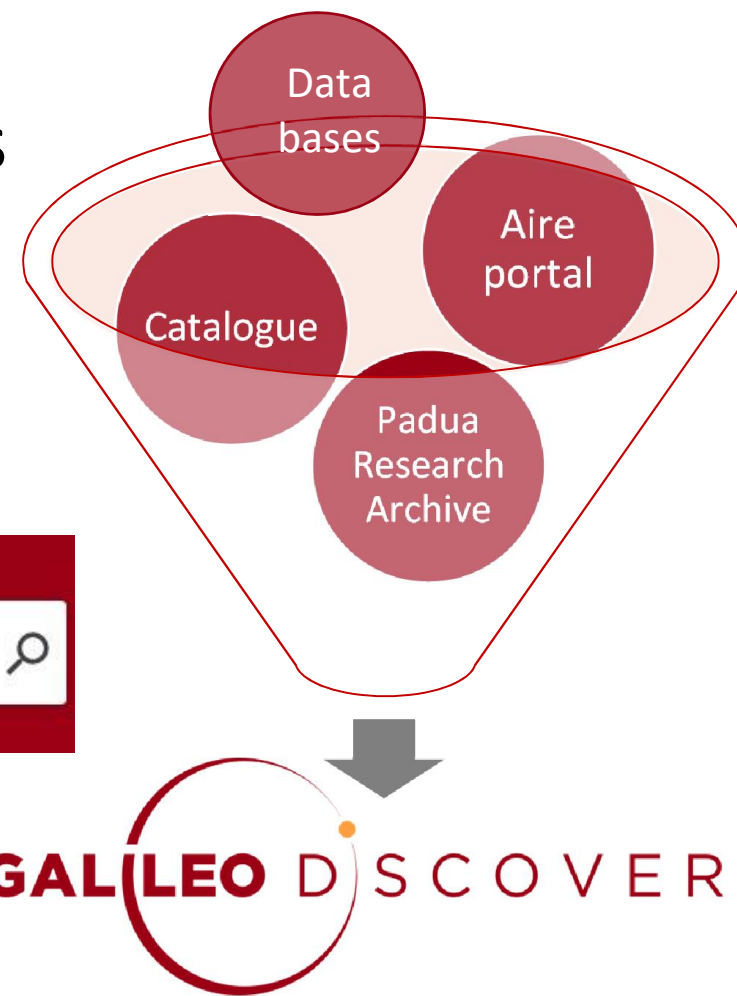 s
Data
bases
Aire
portal
Catalogue
Padua
Research
Archive
GALILEO DISCOVER